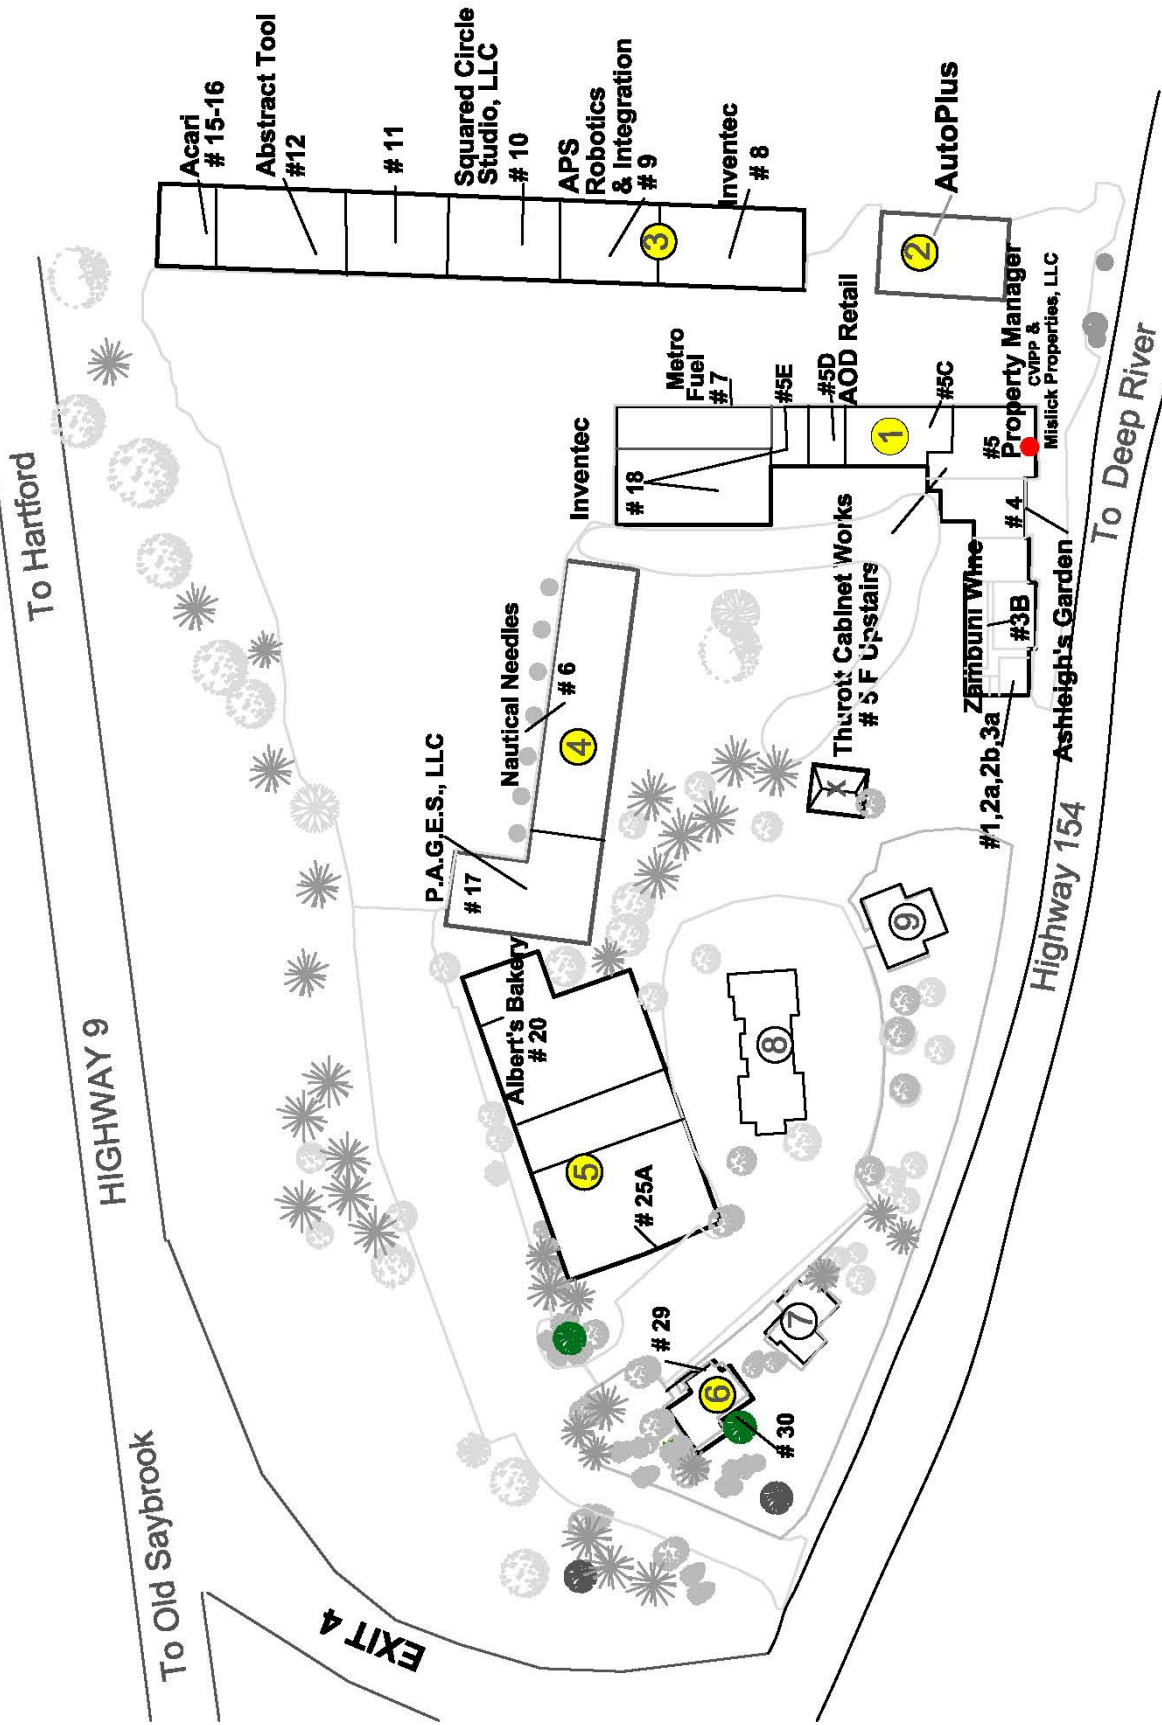 To Hartford
HIGHWAY 9
To Old Saybrook
EXIT 4
Acari
# 15-16
Abstract Tool
#12
# 11
Squared Circle
Studio, LLC
# 10
APS
Robotics
& Integration
# 9
Inventec
# 8
3
AutoPlus
2
Metro
Fuel
# 7
#5E
#5D
AOD Retail
#5C
1
Inventec
# 18
#5
Property Manager
CVIPP &
Mislick Properties, LLC
Thurott Cabinet Works
# 5 F Upstairs
# 4
Ashleigh's Garden
Zambuni Wine
#3B
#1,2a,2b,3a
Nautical Needles
# 6
4
P.A.G.E.S., LLC
# 17
X
Albert's Bakery
# 20
5
# 25A
8
9
7
# 29
6
# 30
Highway 154
To Deep River